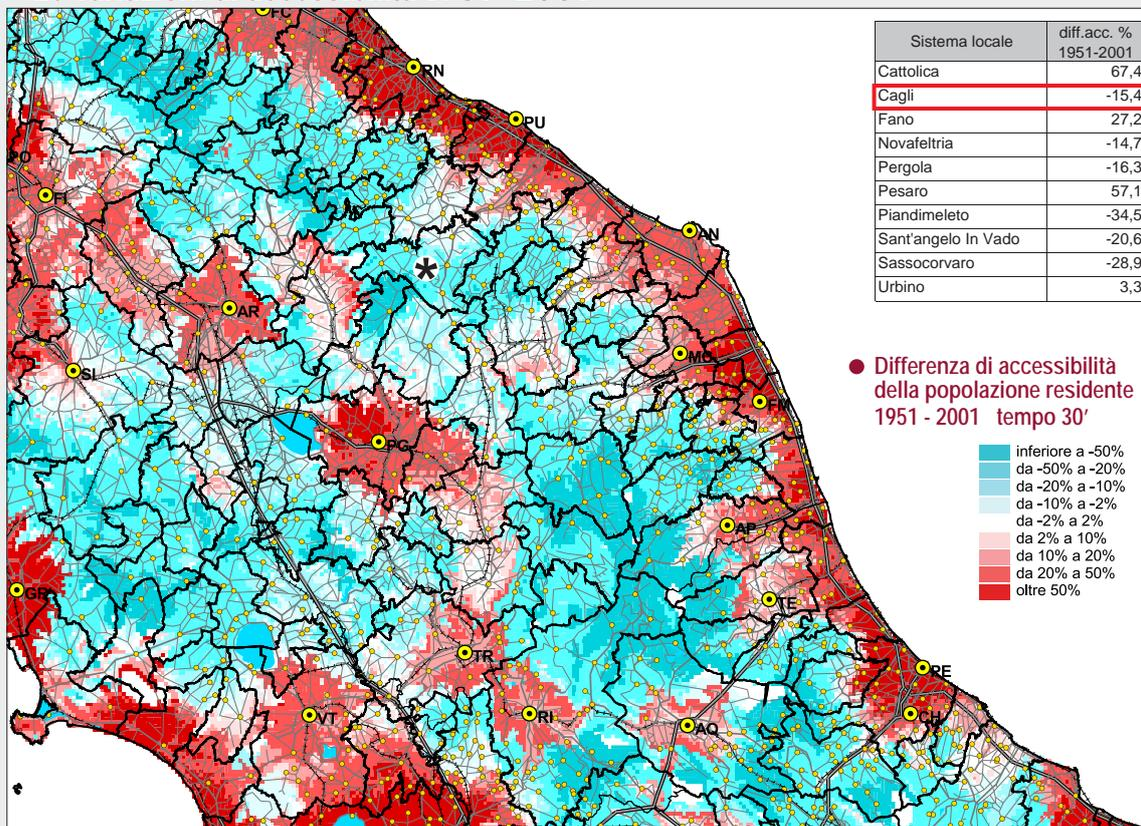 FC
RN
PU
PO
FI
AN
AR
SI
MC
PG
AP
GR
TE
TR
PE
VT
RI
AQ
CH
*
Sistema locale diff.acc. % 1951-2001
Cattolica 67,4
Cagli -15,4
Fano 27,2
Novafeltria -14,7
Pergola -16,3
Pesaro 57,1
Piandimeleto -34,5
Sant'angelo In Vado -20,6
Sassocorvaro -28,9
Urbino 3,3
Differenza di accessibilità
della popolazione residente
1951 - 2001 tempo 30'
inferiore a -50%
da -50% a -20%
da -20% a -10%
da -10% a -2%
da -2% a 2%
da 2% a 10%
da 10% a 20%
da 20% a 50%
oltre 50%